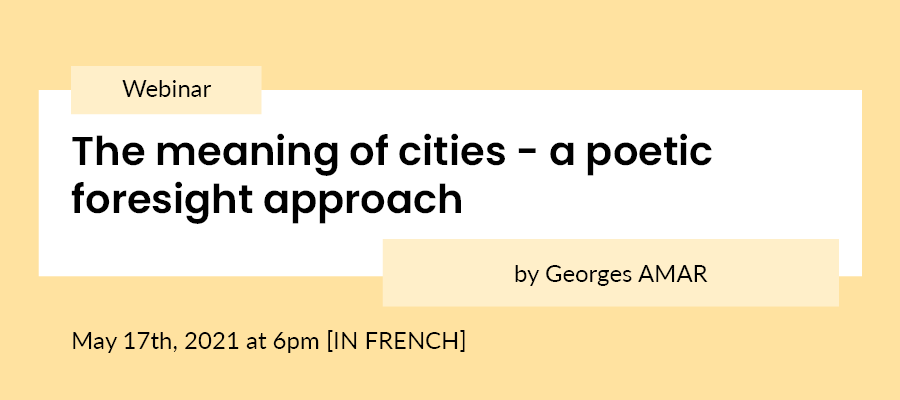 Webinar
The meaning of cities - a poetic
foresight approach
by Georges AMAR
May 17th, 2021 at 6pm [IN FRENCH]